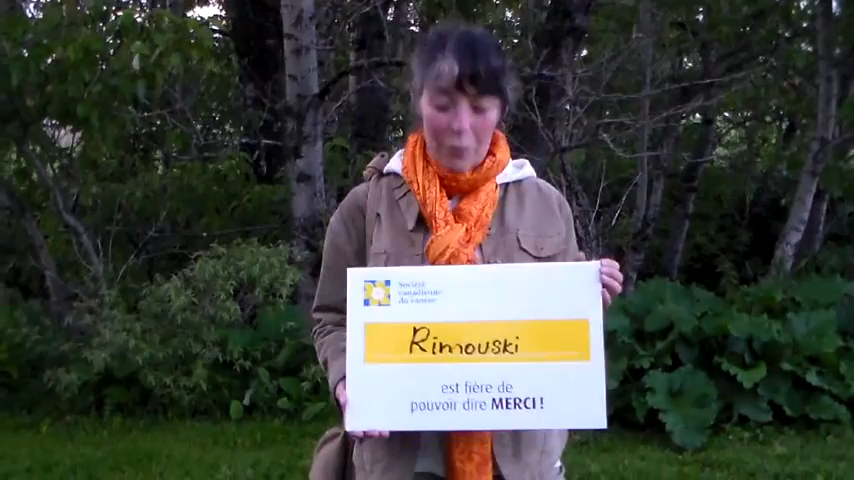 Société
canadienne
du cancer
Rimouski
est fière de
pouvoir dire MERCI!